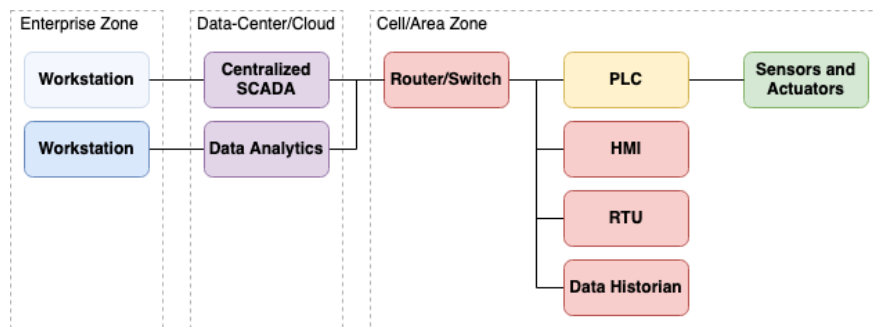 Enterprise Zone
Data-Center/Cloud
Cell/Area Zone
Workstation
Centralized
SCADA
Router/Switch
PLC
Sensors and
Actuators
Workstation
Data Analytics
HMI
RTU
Data Historian